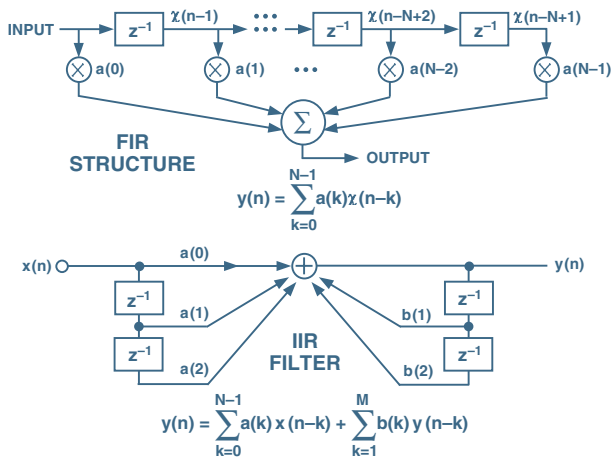 INPUT z⁻¹ χ(n–1) z⁻¹ χ(n–N+2) z⁻¹ χ(n–N+1)
a(0) a(1) ••• a(N–2) a(N–1)
Σ
FIR
STRUCTURE
OUTPUT
N–1
y(n) = ∑ a(k)χ(n–k)
k=0
x(n) a(0) + y(n)
z⁻¹ z⁻¹
a(1) b(1)
z⁻¹ z⁻¹
IIR
FILTER
a(2) b(2)
N–1 M
y(n) = ∑ a(k) x (n–k) + ∑ b(k) y (n–k)
k=0 k=1